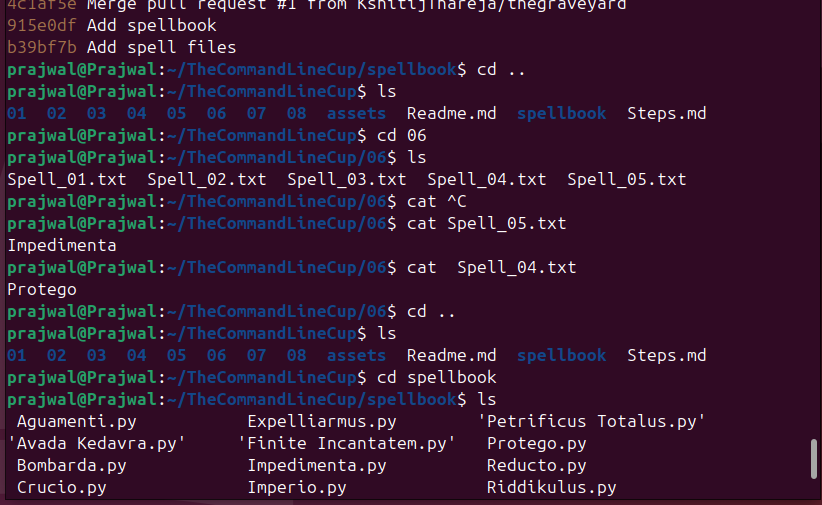 4c1af5e Merge pull request #1 from KshitijThareja/thegraveyard
915e0df Add spellbook
b39bf7b Add spell files
prajwal@Prajwal:~/TheCommandLineCup/spellbook$ cd ..
prajwal@Prajwal:~/TheCommandLineCup$ ls
01  02  03  04  05  06  07  08  assets  Readme.md  spellbook  Steps.md
prajwal@Prajwal:~/TheCommandLineCup$ cd 06
prajwal@Prajwal:~/TheCommandLineCup/06$ ls
Spell_01.txt  Spell_02.txt  Spell_03.txt  Spell_04.txt  Spell_05.txt
prajwal@Prajwal:~/TheCommandLineCup/06$ cat ^C
prajwal@Prajwal:~/TheCommandLineCup/06$ cat Spell_05.txt
Impedimenta
prajwal@Prajwal:~/TheCommandLineCup/06$ cat  Spell_04.txt
Protego
prajwal@Prajwal:~/TheCommandLineCup/06$ cd ..
prajwal@Prajwal:~/TheCommandLineCup$ ls
01  02  03  04  05  06  07  08  assets  Readme.md  spellbook  Steps.md
prajwal@Prajwal:~/TheCommandLineCup$ cd spellbook
prajwal@Prajwal:~/TheCommandLineCup/spellbook$ ls
 Aguamenti.py            Expelliarmus.py        'Petrificus Totalus.py'
'Avada Kedavra.py'     'Finite Incantatem.py'   Protego.py
 Bombarda.py            Impedimenta.py          Reducto.py
 Crucio.py              Imperio.py              Riddikulus.py